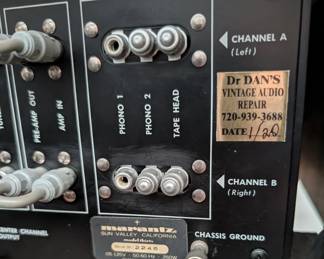 CHANNEL A
(Left)
Dr DAN'S
VINTAGE AUDIO
REPAIR
720-939-3688
DATE 1/20
PRE-AMP OUT
AMP IN
PHONO 1
PHONO 2
TAPE HEAD
CHANNEL B
(Right)
CENTER CHANNEL
OUTPUT
marantz
SUN VALLEY, CALIFORNIA
2245
CHASSIS GROUND